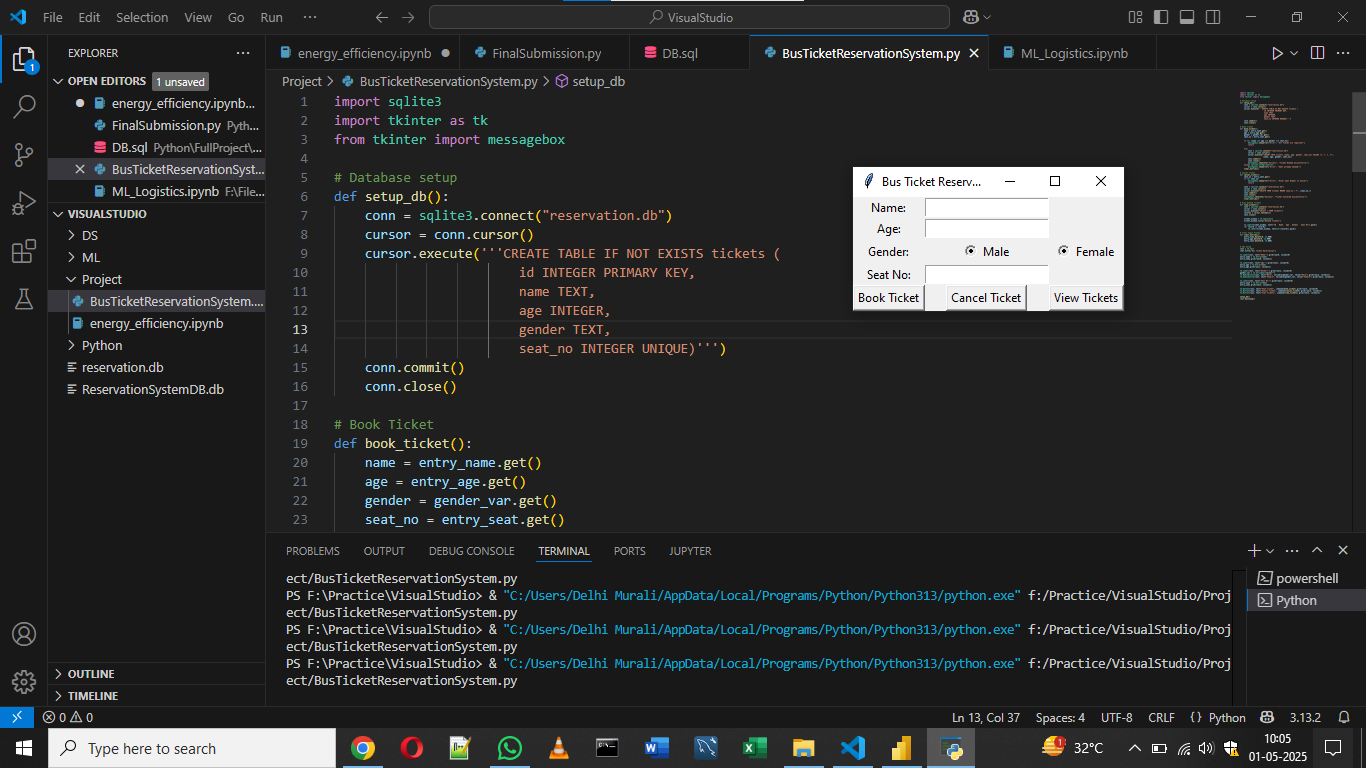 File Edit Selection View Go Run ···
VisualStudio
EXPLORER ···
OPEN EDITORS 1 unsaved
energy_efficiency.ipynb...
FinalSubmission.py Pyth...
DB.sql Python\FullProject\...
BusTicketReservationSyst...
ML_Logistics.ipynb F:\File...
VISUALSTUDIO
DS
ML
Project
BusTicketReservationSystem....
energy_efficiency.ipynb
Python
reservation.db
ReservationSystemDB.db
OUTLINE
TIMELINE
1
energy_efficiency.ipynb
FinalSubmission.py
DB.sql
BusTicketReservationSystem.py
ML_Logistics.ipynb
Project > BusTicketReservationSystem.py > setup_db
1 import sqlite3
2 import tkinter as tk
3 from tkinter import messagebox
4
5 # Database setup
6 def setup_db():
7 conn = sqlite3.connect("reservation.db")
8 cursor = conn.cursor()
9 cursor.execute('''CREATE TABLE IF NOT EXISTS tickets (
10 id INTEGER PRIMARY KEY,
11 name TEXT,
12 age INTEGER,
13 gender TEXT,
14 seat_no INTEGER UNIQUE)''')
15 conn.commit()
16 conn.close()
17
18 # Book Ticket
19 def book_ticket():
20 name = entry_name.get()
21 age = entry_age.get()
22 gender = gender_var.get()
23 seat_no = entry_seat.get()
Bus Ticket Reserv...
Name:
Age:
Gender: Male Female
Seat No:
Book Ticket Cancel Ticket View Tickets
PROBLEMS OUTPUT DEBUG CONSOLE TERMINAL PORTS JUPYTER
ect/BusTicketReservationSystem.py
PS F:\Practice\VisualStudio> & "C:/Users/Delhi Murali/AppData/Local/Programs/Python/Python313/python.exe" f:/Practice/VisualStudio/Proj
ect/BusTicketReservationSystem.py
PS F:\Practice\VisualStudio> & "C:/Users/Delhi Murali/AppData/Local/Programs/Python/Python313/python.exe" f:/Practice/VisualStudio/Proj
ect/BusTicketReservationSystem.py
PS F:\Practice\VisualStudio> & "C:/Users/Delhi Murali/AppData/Local/Programs/Python/Python313/python.exe" f:/Practice/VisualStudio/Proj
ect/BusTicketReservationSystem.py
powershell
Python
0 0
Ln 13, Col 37 Spaces: 4 UTF-8 CRLF {} Python 3.13.2
Type here to search
32°C
10:05
01-05-2025